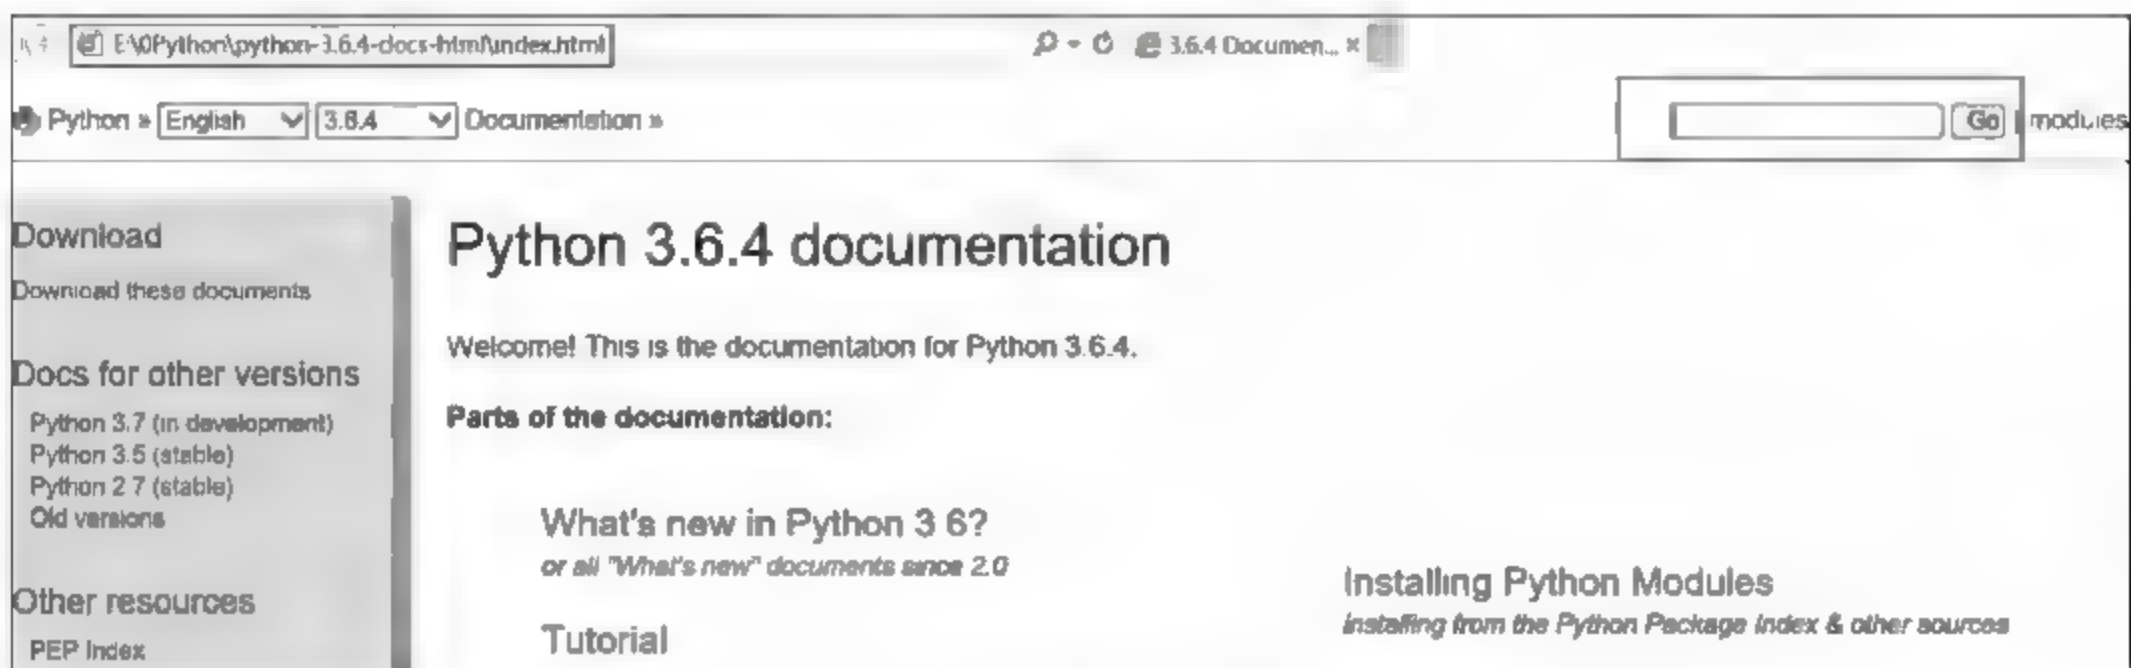 E:\0Python\python-3.6.4-docs-html\index.html
3.6.4 Documen... ×
Python » English 3.6.4 Documentation »
Go | modules
Download
Download these documents
Docs for other versions
Python 3.7 (in development)
Python 3.5 (stable)
Python 2.7 (stable)
Old versions
Other resources
PEP Index
Python 3.6.4 documentation
Welcome! This is the documentation for Python 3.6.4.
Parts of the documentation:
What's new in Python 3.6?
or all "What's new" documents since 2.0
Tutorial
Installing Python Modules
installing from the Python Package Index & other sources